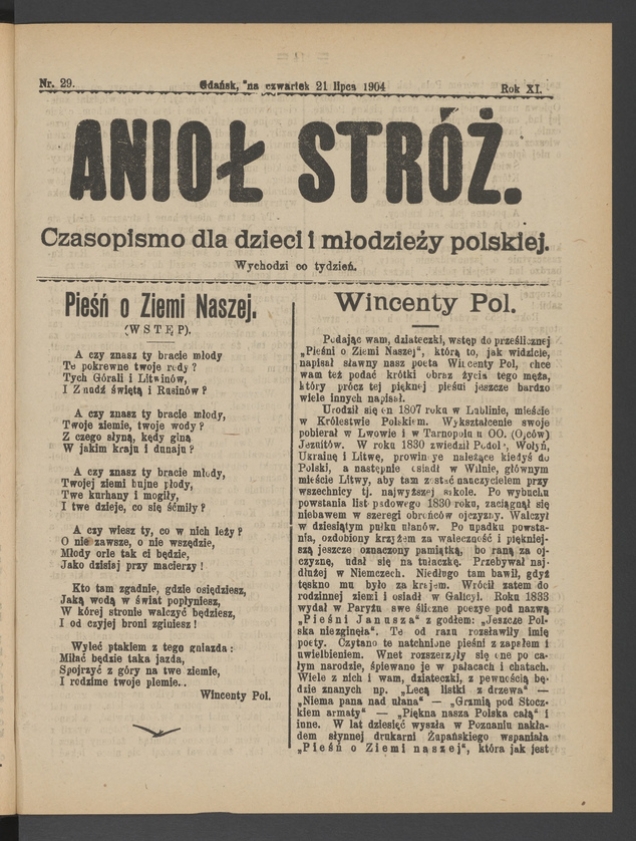 Nr. 29.
Gdańsk, na czwartek 21 lipca 1904
Rok XI.
ANIOŁ STRÓŻ.
Czasopismo dla dzieci i młodzieży polskiej.
Wychodzi co tydzień.
Pieśń o Ziemi Naszej.
(WSTĘP).
A czy znasz ty bracie młody
Te pokrewne twoje rody?
Tych Górali i Litwinów,
I Żmudź świętą i Rusinów?
A czy znasz ty bracie młody,
Twoje ziemie, twoje wody?
Z czego słyną, kędy giną
W jakim kraju i dunaju?
A czy znasz ty bracie młody,
Twojej ziemi bujne płody,
Twe kurhany i mogiły,
I twe dzieje, co się ćmiły?
A czy wiesz ty, co w nich leży?
O nie zawsze, o nie wszędzie,
Młody orle tak ci będzie,
Jako dzisiaj przy macierzy!
Kto tam zgadnie, gdzie osiędziesz,
Jaką wodą w świat popłyniesz,
W kórej stronie walczyć będziesz,
I od czyjej broni zginiesz!
Wyleć ptakiem z tego gniazda:
Miłać będzie taka jazda,
Spojrzyć z góry na twe ziemie,
I rodzime twoje plemie..
Wincenty Pol.
Wincenty Pol.
Podając wam, dziateczki, wstęp do prześlicznej
„Pieśni o Ziemi Naszej“, którą to, jak widzicie,
napisał sławny nasz poeta Wincenty Pol, chcę
wam też podać krótki obraz życia tego męża,
który prócz tej pięknej pieśni jeszcze bardzo
wiele innych napisał.
Urodził się on 1807 roku w Lublinie, mieście
w Królestwie Polskiem. Wykształcenie swoje
pobierał w Lwowie i w Tarnopolu u OO. (Ojców)
Jezuitów. W roku 1830 zwiedził Podole, Wołyń,
Ukrainę i Litwę, prowincye należące kiedyś do
Polski, a następnie osiadł w Wilnie, głównym
mieście Litwy, aby tam zostać nauczycielem przy
wszechnicy tj. najwyższej szkole. Po wybuchu
powstania listopadowego 1830 roku, zaciągnął się
niebawem w szeregi obrońców ojczyzny. Walczył
w dziesiątym pułku ułanów. Po upadku powsta-
nia, ozdobiony krzyżem za waleczność i piękniej-
szą jeszcze oznaczony pamiątką, bo raną za oj-
czyznę, udał się na tułaczkę. Przebywał naj-
dłużej w Niemczech. Niedługo tam bawił, gdyż
tęskno mu było za krajem. Wrócił zatem do
rodzinnej ziemi i osiadł w Galicyi. Roku 1833
wydał w Paryżu swe śliczne poezye pod nazwą
„Pieśni Janusza“ z godłem: „Jeszcze Pol-
ska niezginęła“. Te od razu rozsławiły imię
poety. Czytano te natchnione pieśni z zapałem i
uwielbieniem. Wnet rozszerzyły się one po ca-
łym narodzie, śpiewano je w pałacach i chatach.
Wiele z nich i wam, dziateczki, z pewnością bę-
dzie znanych np. „Lecą listki z drzewa“ —
„Niema pana nad ułana“ — „Grzmią pod Stocz-
kiem armaty“ — „Piękna nasza Polska cała“ i
inne. W lat dziesięć wyszła w Poznaniu nakła-
dem słynnej drukarni Żupańskiego wspaniała
„Pieśń o Ziemi naszej“, która jak jest